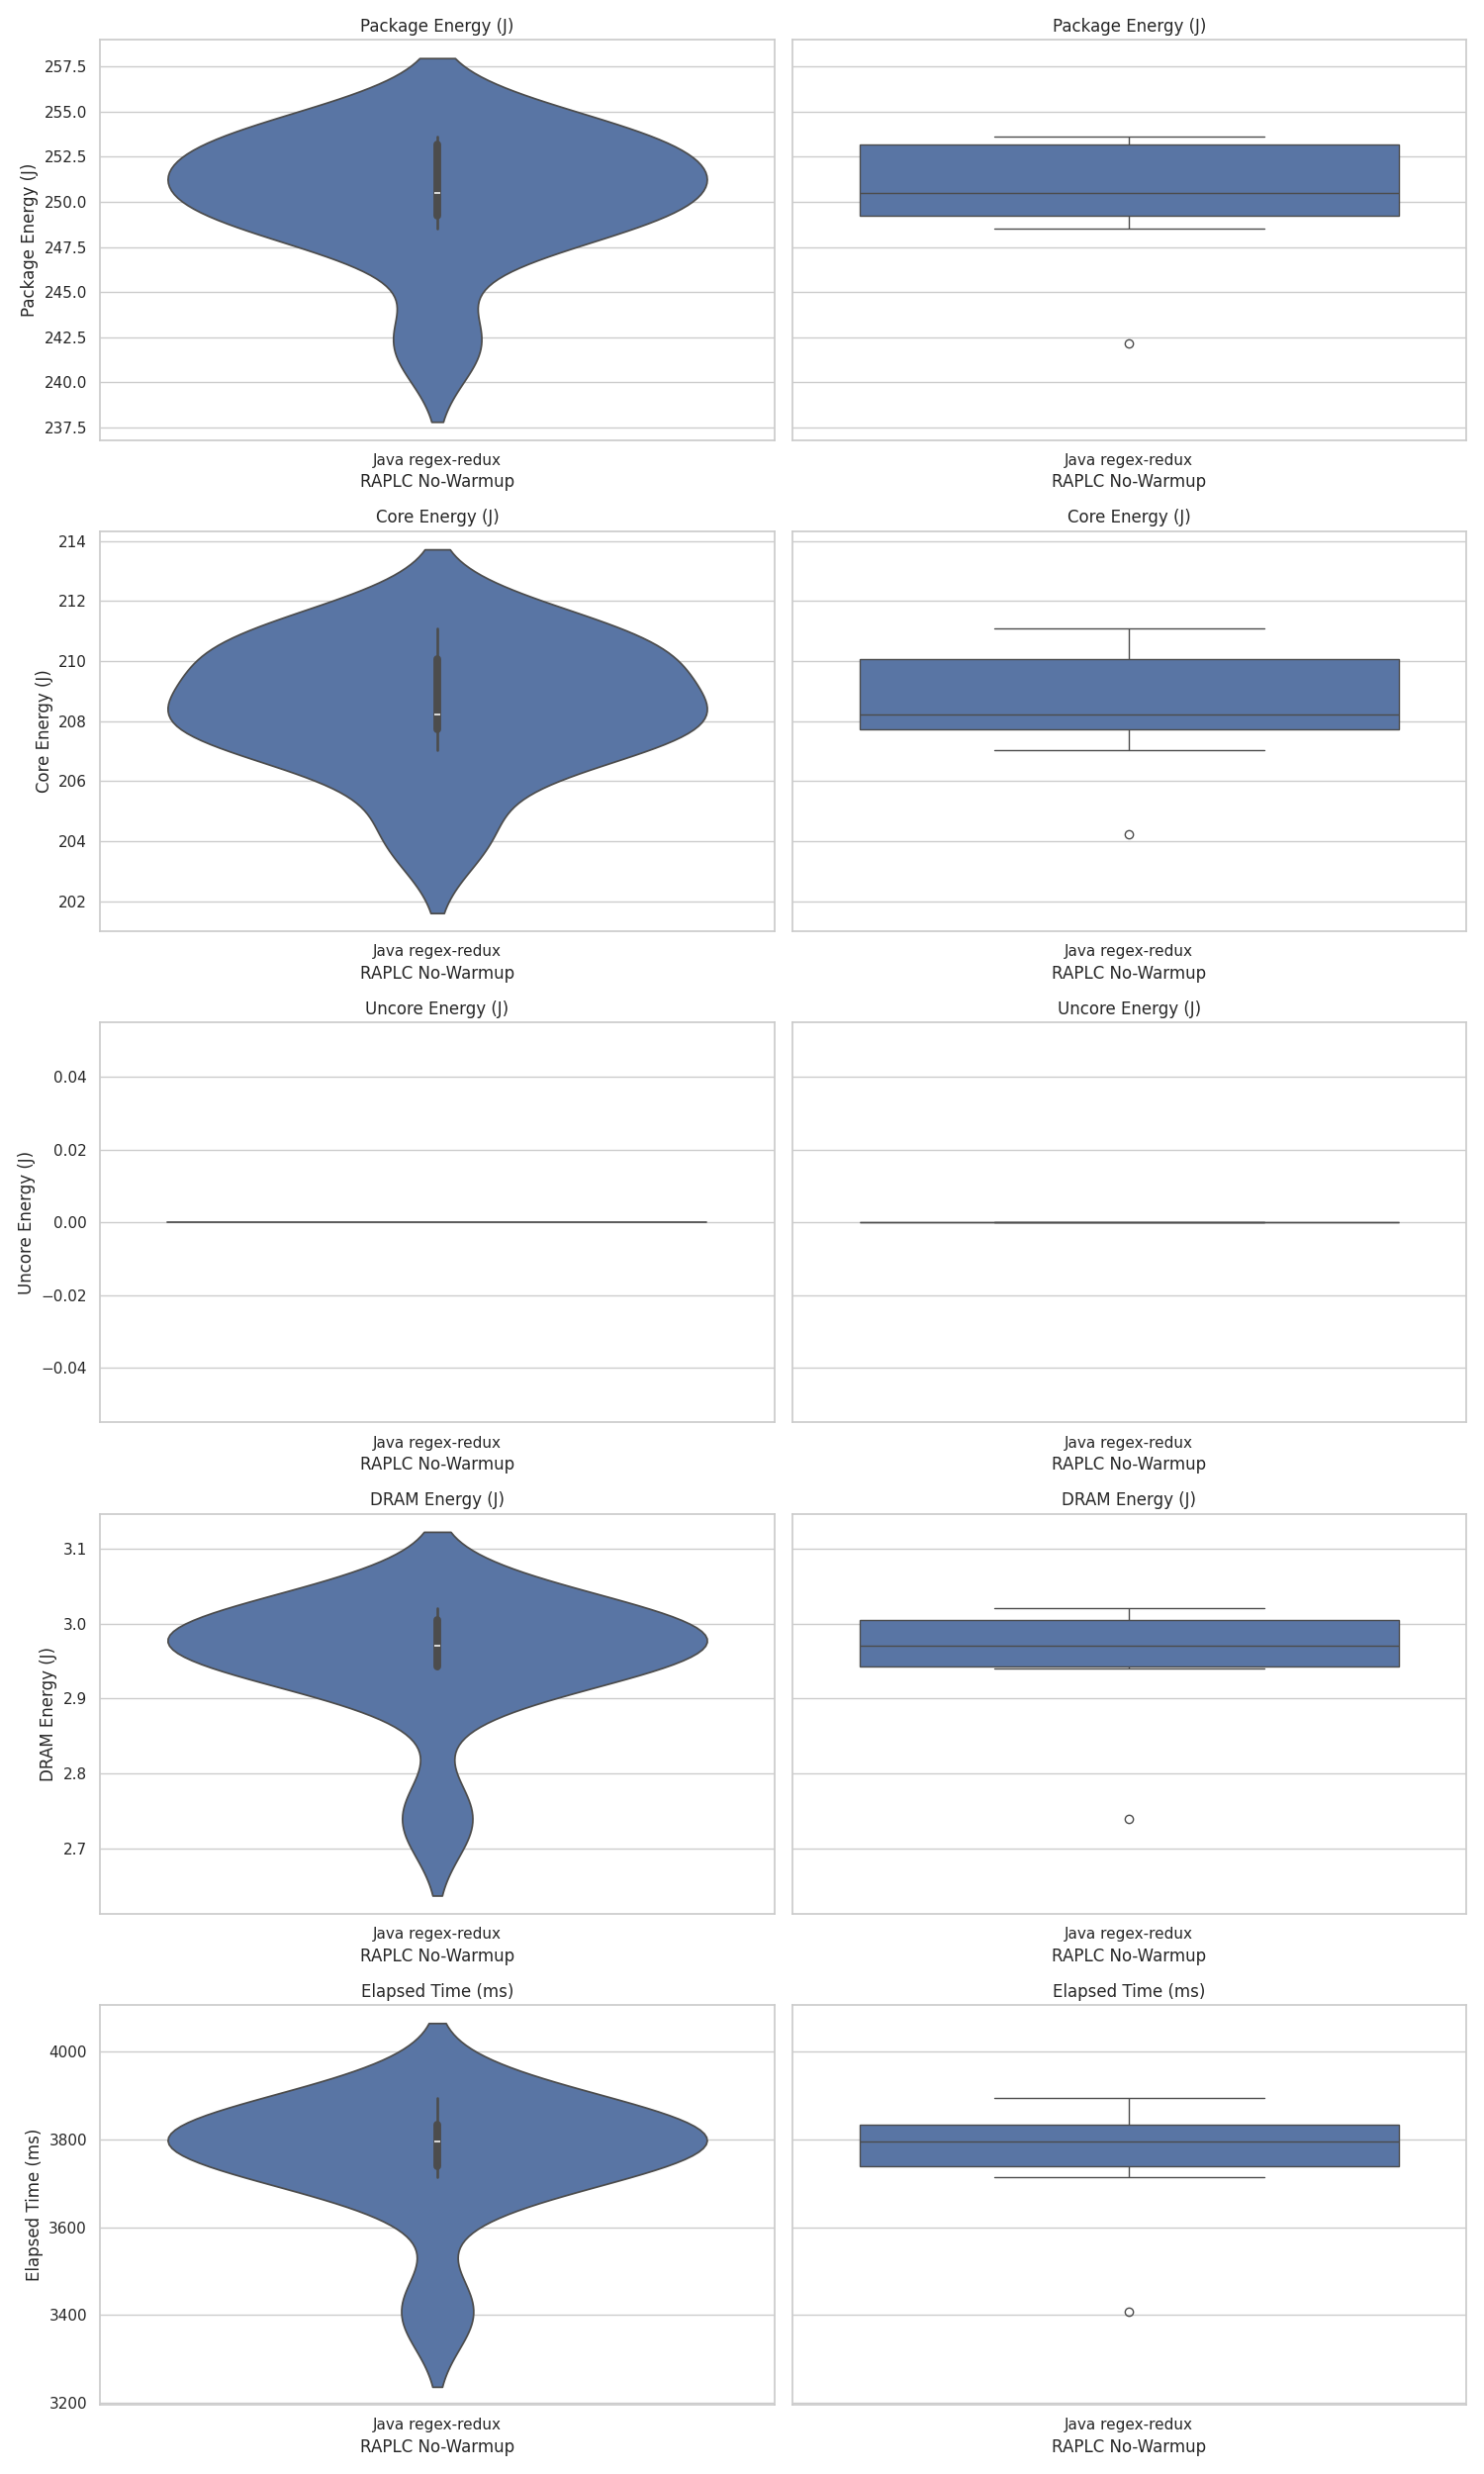 Package Energy (J)
Package Energy (J)
Package Energy (J)
257.5
255.0
252.5
250.0
247.5
245.0
242.5
240.0
237.5
Java regex-redux
RAPLC No-Warmup
Java regex-redux
RAPLC No-Warmup
Core Energy (J)
Core Energy (J)
Core Energy (J)
214
212
210
208
206
204
202
Java regex-redux
RAPLC No-Warmup
Java regex-redux
RAPLC No-Warmup
Uncore Energy (J)
Uncore Energy (J)
Uncore Energy (J)
0.04
0.02
0.00
−0.02
−0.04
Java regex-redux
RAPLC No-Warmup
Java regex-redux
RAPLC No-Warmup
DRAM Energy (J)
DRAM Energy (J)
DRAM Energy (J)
3.1
3.0
2.9
2.8
2.7
Java regex-redux
RAPLC No-Warmup
Java regex-redux
RAPLC No-Warmup
Elapsed Time (ms)
Elapsed Time (ms)
Elapsed Time (ms)
4000
3800
3600
3400
3200
Java regex-redux
RAPLC No-Warmup
Java regex-redux
RAPLC No-Warmup